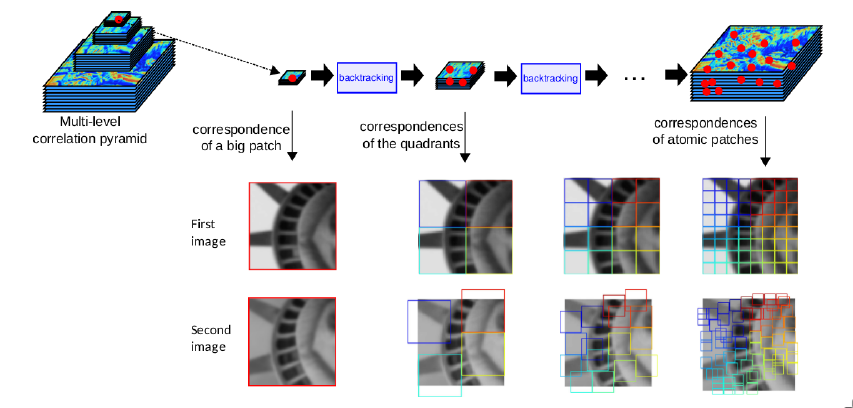 Multi-level
correlation pyramid
backtracking
backtracking
...
correspondence
of a big patch
correspondences
of the quadrants
correspondences
of atomic patches
First
image
Second
image